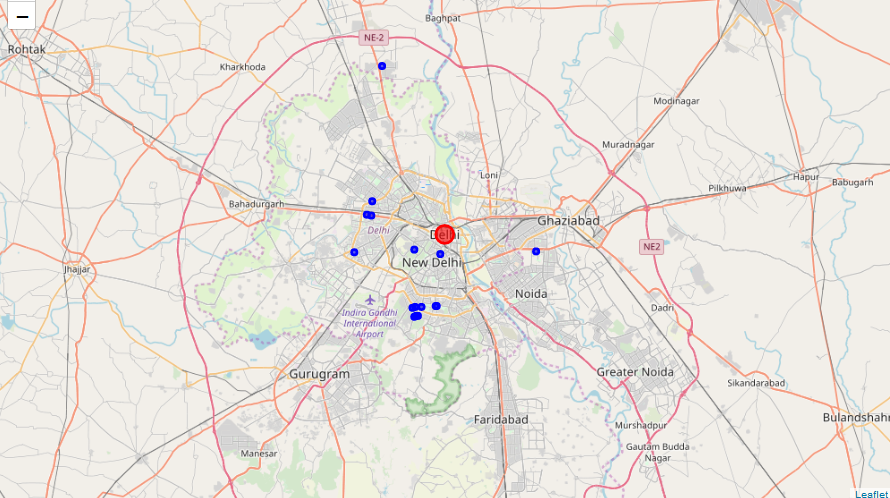 −
Baghpat
NE-2
Rohtak
Kharkhoda
Modinagar
Muradnagar
Loni
Hapur
Pilkhuwa
Babugarh
Bahadurgarh
Ghaziabad
Delhi
Delhi
NE2
New Delhi
Jhajjar
Noida
Indira Gandhi
International
Airport
Dadri
Gurugram
Greater Noida
Sikandarabad
Faridabad
Bulandshahr
Murshadpur
Gautam Budda
Nagar
Manesar
Leaflet